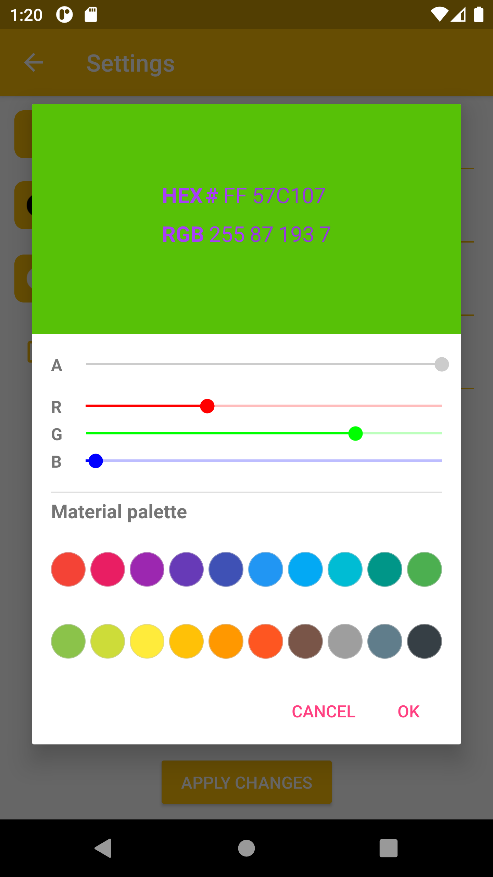 1:20
Settings
HEX# FF 57C107
RGB 255 87 193 7
A
R
G
B
Material palette
CANCEL OK
APPLY CHANGES